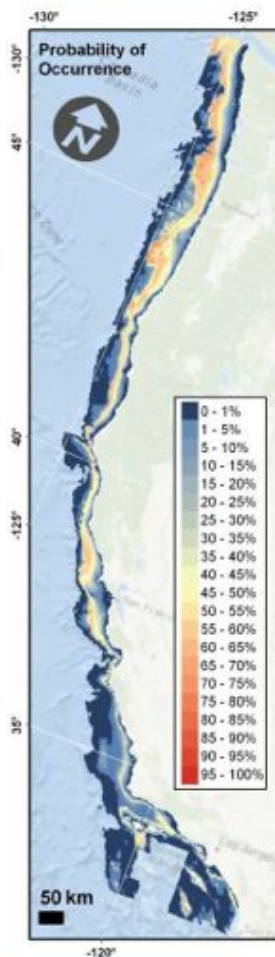 -130°
-125°
Probability of
Occurrence
-130°
Basin
N
45°
40°
0 - 1%
1 - 5%
5 - 10%
10 - 15%
15 - 20%
20 - 25%
25 - 30%
30 - 35%
35 - 40%
40 - 45%
45 - 50%
50 - 55%
55 - 60%
60 - 65%
65 - 70%
70 - 75%
75 - 80%
80 - 85%
85 - 90%
90 - 95%
95 - 100%
-125°
35°
50 km
-120°